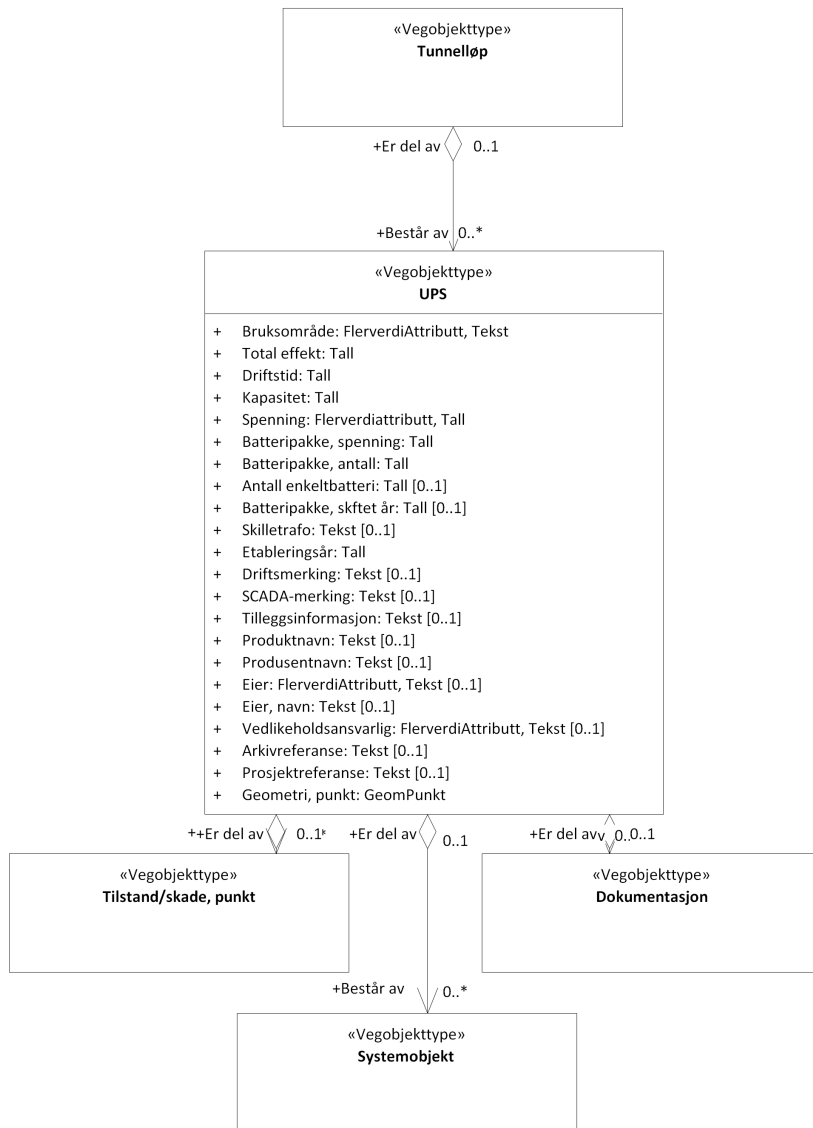 «Vegobjekttype»
Tunnelløp
+Er del av 0..1
+Består av 0..*
«Vegobjekttype»
UPS
+ Bruksområde: FlerverdiAttributt, Tekst
+ Total effekt: Tall
+ Driftstid: Tall
+ Kapasitet: Tall
+ Spenning: Flerverdiattributt, Tall
+ Batteripakke, spenning: Tall
+ Batteripakke, antall: Tall
+ Antall enkeltbatteri: Tall [0..1]
+ Batteripakke, skftet år: Tall [0..1]
+ Skilletrafo: Tekst [0..1]
+ Etableringsår: Tall
+ Driftsmerking: Tekst [0..1]
+ SCADA-merking: Tekst [0..1]
+ Tilleggsinformasjon: Tekst [0..1]
+ Produktnavn: Tekst [0..1]
+ Produsentnavn: Tekst [0..1]
+ Eier: FlerverdiAttributt, Tekst [0..1]
+ Eier, navn: Tekst [0..1]
+ Vedlikeholdsansvarlig: FlerverdiAttributt, Tekst [0..1]
+ Arkivreferanse: Tekst [0..1]
+ Prosjektreferanse: Tekst [0..1]
+ Geometri, punkt: GeomPunkt
+Er del av 0..1 +Er del av 0..1 +Er del av 0..1
«Vegobjekttype»
Tilstand/skade, punkt
«Vegobjekttype»
Dokumentasjon
+Består av 0..*
«Vegobjekttype»
Systemobjekt